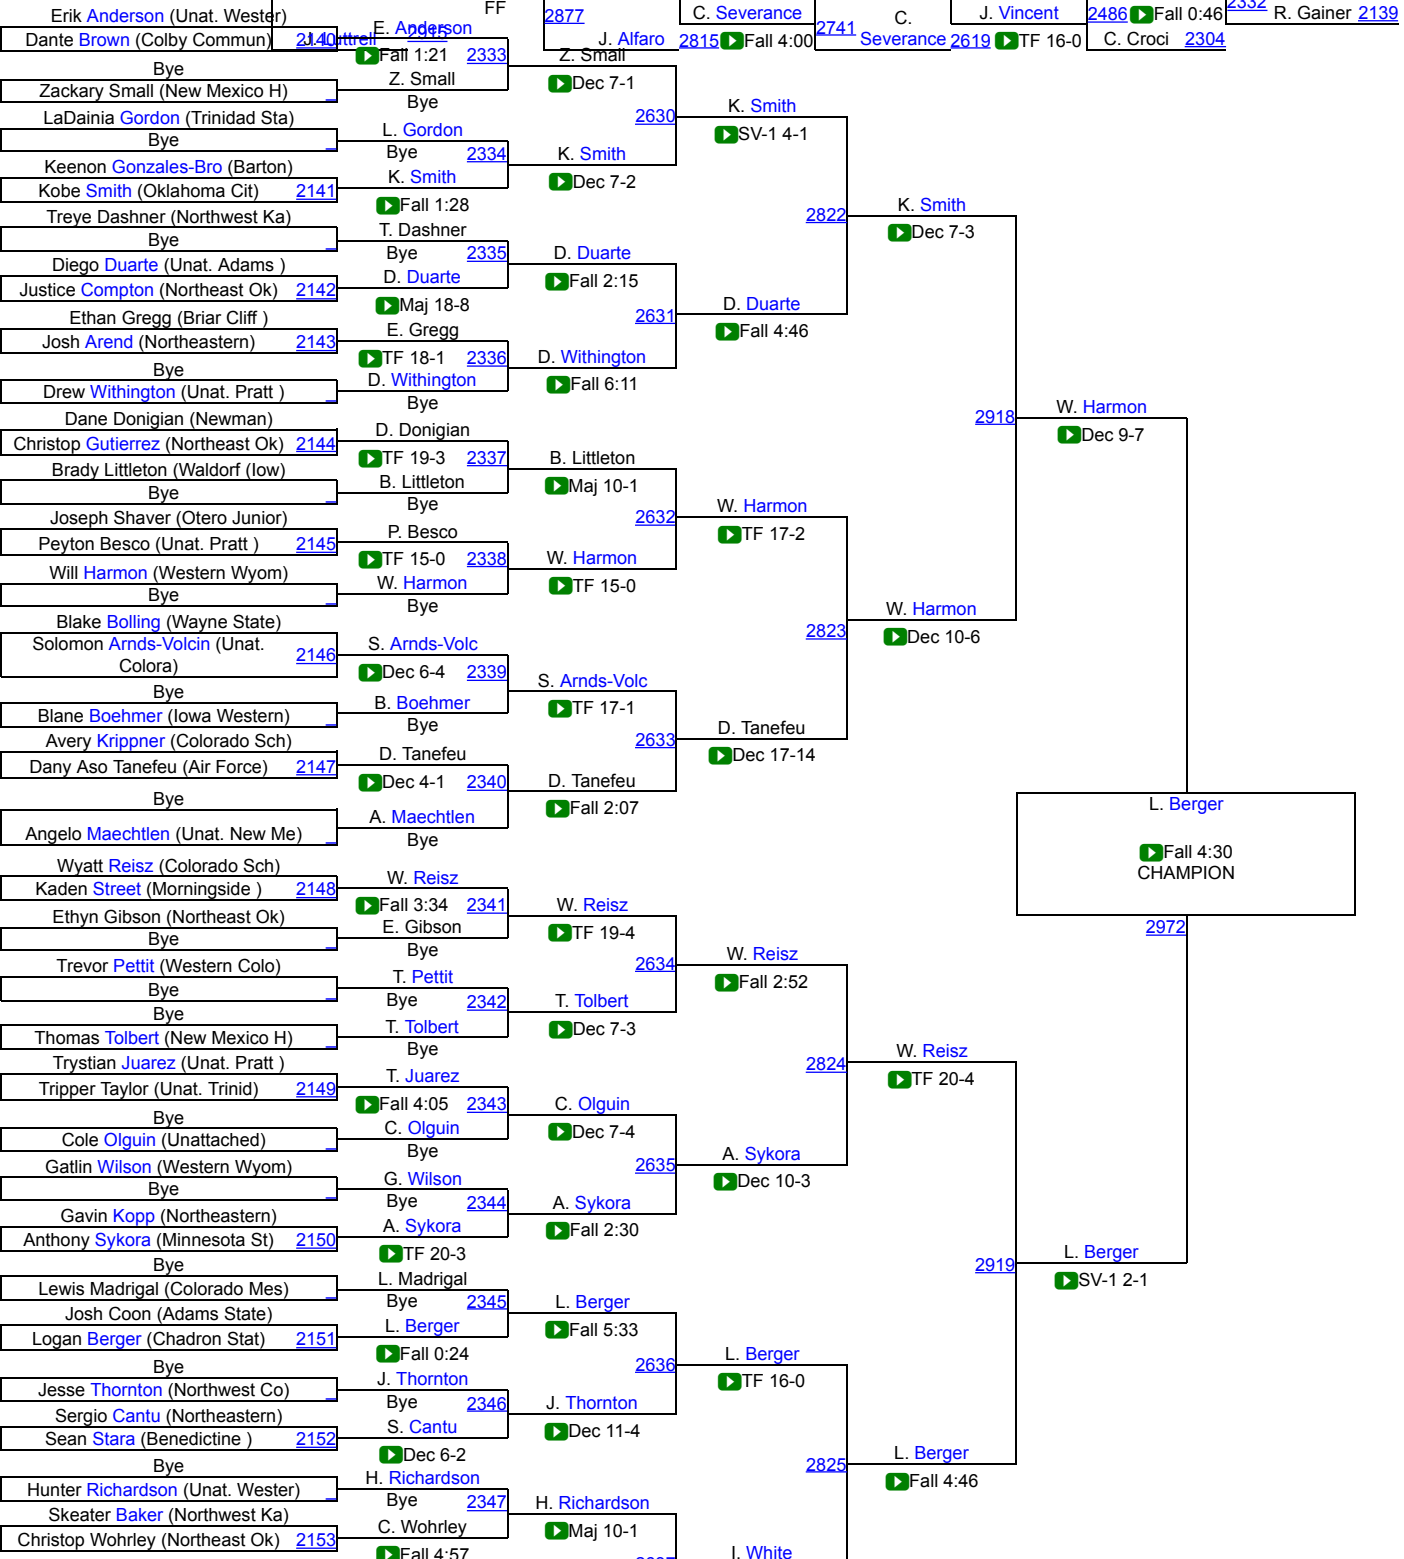 FF
2877
C. Severance
2741
C.
Severance 2619
J. Vincent
TF 16-0
2486 Fall 0:46
C. Croci 2304
2332 R. Gainer 2139
J. Alfaro 2815 Fall 4:00
Erik Anderson (Unat. Wester)
Dante Brown (Colby Commun) 2140
J. Luttrell 2915
E. Anderson
Fall 1:21 2333
Z. Small
Dec 7-1
Bye
Zackary Small (New Mexico H)
Z. Small
Bye
2630
K. Smith
SV-1 4-1
LaDainia Gordon (Trinidad Sta)
Bye
L. Gordon
Bye 2334
K. Smith
Dec 7-2
Keenon Gonzales-Bro (Barton)
Kobe Smith (Oklahoma Cit) 2141
K. Smith
Fall 1:28
2822
K. Smith
Dec 7-3
Treye Dashner (Northwest Ka)
Bye
T. Dashner
Bye 2335
D. Duarte
Fall 2:15
Diego Duarte (Unat. Adams )
Justice Compton (Northeast Ok) 2142
D. Duarte
Maj 18-8
2631
D. Duarte
Fall 4:46
Ethan Gregg (Briar Cliff )
Josh Arend (Northeastern) 2143
E. Gregg
TF 18-1 2336
D. Withington
Fall 6:11
Bye
Drew Withington (Unat. Pratt )
D. Withington
Bye
2918
W. Harmon
Dec 9-7
Dane Donigian (Newman)
Christop Gutierrez (Northeast Ok) 2144
D. Donigian
TF 19-3 2337
B. Littleton
Maj 10-1
Brady Littleton (Waldorf (Iow)
Bye
B. Littleton
Bye
2632
W. Harmon
TF 17-2
Joseph Shaver (Otero Junior)
Peyton Besco (Unat. Pratt ) 2145
P. Besco
TF 15-0 2338
W. Harmon
TF 15-0
Will Harmon (Western Wyom)
Bye
W. Harmon
Bye
2823
W. Harmon
Dec 10-6
Blake Bolling (Wayne State)
Solomon Arnds-Volcin (Unat.
Colora) 2146
S. Arnds-Volc
Dec 6-4 2339
S. Arnds-Volc
TF 17-1
Bye
Blane Boehmer (Iowa Western)
B. Boehmer
Bye
2633
D. Tanefeu
Dec 17-14
Avery Krippner (Colorado Sch)
Dany Aso Tanefeu (Air Force) 2147
D. Tanefeu
Dec 4-1 2340
D. Tanefeu
Fall 2:07
Bye
Angelo Maechtlen (Unat. New Me)
A. Maechtlen
Bye
L. Berger
Fall 4:30
CHAMPION
2972
Wyatt Reisz (Colorado Sch)
Kaden Street (Morningside ) 2148
W. Reisz
Fall 3:34 2341
W. Reisz
TF 19-4
Ethyn Gibson (Northeast Ok)
Bye
E. Gibson
Bye
2634
W. Reisz
Fall 2:52
Trevor Pettit (Western Colo)
Bye
T. Pettit
Bye 2342
T. Tolbert
Dec 7-3
Bye
Thomas Tolbert (New Mexico H)
T. Tolbert
Bye
2824
W. Reisz
TF 20-4
Trystian Juarez (Unat. Pratt )
Tripper Taylor (Unat. Trinid) 2149
T. Juarez
Fall 4:05 2343
C. Olguin
Dec 7-4
Bye
Cole Olguin (Unattached)
C. Olguin
Bye
2635
A. Sykora
Dec 10-3
Gatlin Wilson (Western Wyom)
Bye
G. Wilson
Bye 2344
A. Sykora
Fall 2:30
Gavin Kopp (Northeastern)
Anthony Sykora (Minnesota St) 2150
A. Sykora
TF 20-3
2919
L. Berger
SV-1 2-1
Bye
Lewis Madrigal (Colorado Mes)
L. Madrigal
Bye 2345
L. Berger
Fall 5:33
Josh Coon (Adams State)
Logan Berger (Chadron Stat) 2151
L. Berger
Fall 0:24
2636
L. Berger
TF 16-0
Bye
Jesse Thornton (Northwest Co)
J. Thornton
Bye 2346
J. Thornton
Dec 11-4
Sergio Cantu (Northeastern)
Sean Stara (Benedictine ) 2152
S. Cantu
Dec 6-2
2825
L. Berger
Fall 4:46
Bye
Hunter Richardson (Unat. Wester)
H. Richardson
Bye 2347
H. Richardson
Maj 10-1
Skeater Baker (Northwest Ka)
Christop Wohrley (Northeast Ok) 2153
C. Wohrley
Fall 4:57
I. White